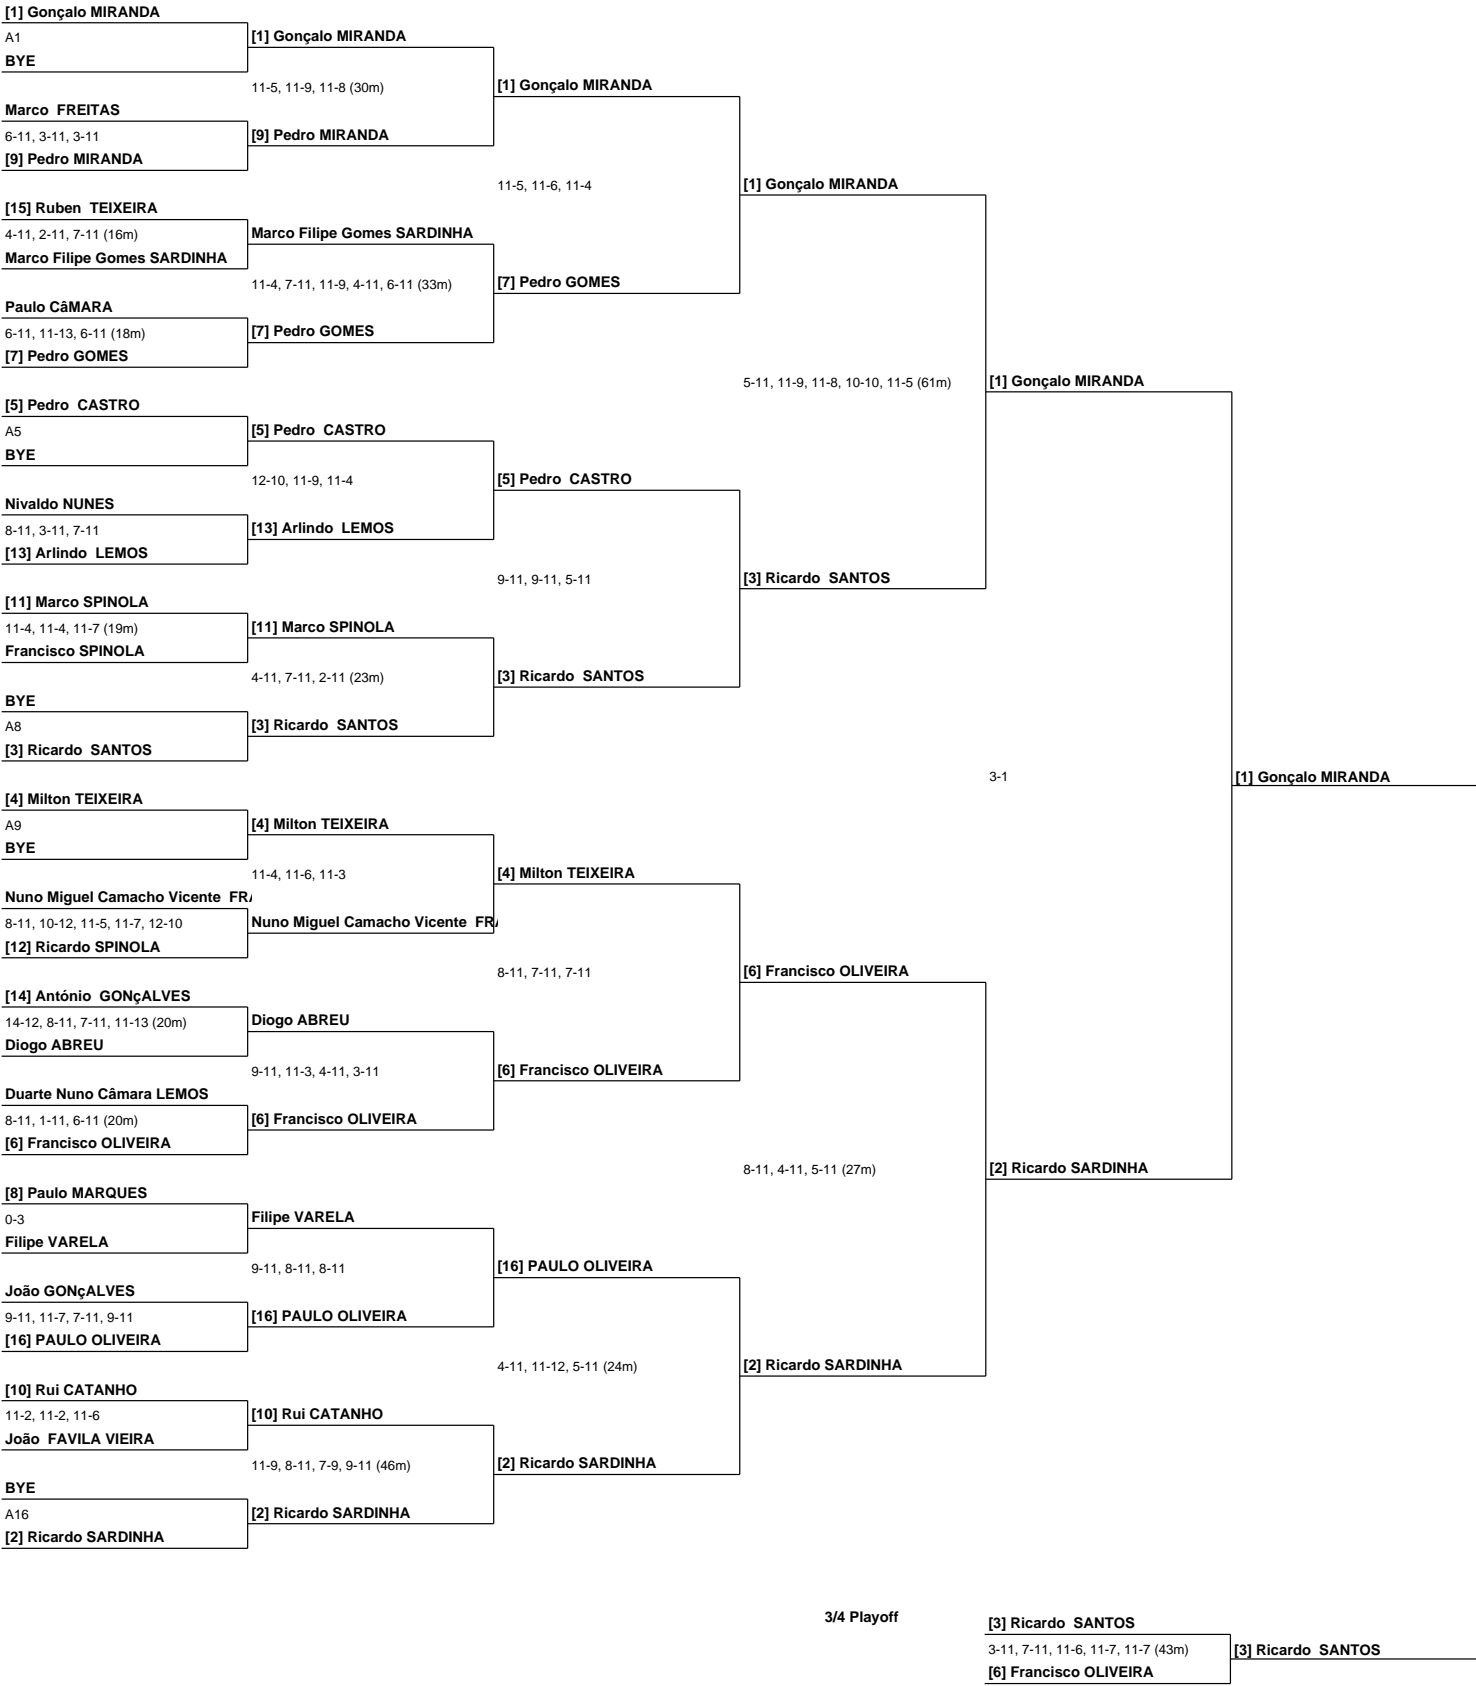 [1] Gonçalo MIRANDA
A1
BYE
Marco  FREITAS
6-11, 3-11, 3-11
[9] Pedro MIRANDA
[15] Ruben  TEIXEIRA
4-11, 2-11, 7-11 (16m)
Marco Filipe Gomes SARDINHA
Paulo CâMARA
6-11, 11-13, 6-11 (18m)
[7] Pedro GOMES
[5] Pedro  CASTRO
A5
BYE
Nivaldo NUNES
8-11, 3-11, 7-11
[13] Arlindo  LEMOS
[11] Marco SPINOLA
11-4, 11-4, 11-7 (19m)
Francisco SPINOLA
BYE
A8
[3] Ricardo  SANTOS
[4] Milton TEIXEIRA
A9
BYE
Nuno Miguel Camacho Vicente  FRA
8-11, 10-12, 11-5, 11-7, 12-10
[12] Ricardo SPINOLA
[14] António  GONçALVES
14-12, 8-11, 7-11, 11-13 (20m)
Diogo ABREU
Duarte Nuno Câmara LEMOS
8-11, 1-11, 6-11 (20m)
[6] Francisco OLIVEIRA
[8] Paulo MARQUES
0-3
Filipe VARELA
João GONçALVES
9-11, 11-7, 7-11, 9-11
[16] PAULO OLIVEIRA
[10] Rui CATANHO
11-2, 11-2, 11-6
João  FAVILA VIEIRA
BYE
A16
[2] Ricardo SARDINHA
[1] Gonçalo MIRANDA
11-5, 11-9, 11-8 (30m)
[9] Pedro MIRANDA
Marco Filipe Gomes SARDINHA
11-4, 7-11, 11-9, 4-11, 6-11 (33m)
[7] Pedro GOMES
[5] Pedro  CASTRO
12-10, 11-9, 11-4
[13] Arlindo  LEMOS
[11] Marco SPINOLA
4-11, 7-11, 2-11 (23m)
[3] Ricardo  SANTOS
[4] Milton TEIXEIRA
11-4, 11-6, 11-3
Nuno Miguel Camacho Vicente  FRA
Diogo ABREU
9-11, 11-3, 4-11, 3-11
[6] Francisco OLIVEIRA
Filipe VARELA
9-11, 8-11, 8-11
[16] PAULO OLIVEIRA
[10] Rui CATANHO
11-9, 8-11, 7-9, 9-11 (46m)
[2] Ricardo SARDINHA
[1] Gonçalo MIRANDA
11-5, 11-6, 11-4
[7] Pedro GOMES
[5] Pedro  CASTRO
9-11, 9-11, 5-11
[3] Ricardo  SANTOS
[4] Milton TEIXEIRA
8-11, 7-11, 7-11
[6] Francisco OLIVEIRA
[16] PAULO OLIVEIRA
4-11, 11-12, 5-11 (24m)
[2] Ricardo SARDINHA
[1] Gonçalo MIRANDA
5-11, 11-9, 11-8, 10-10, 11-5 (61m)
[3] Ricardo  SANTOS
[6] Francisco OLIVEIRA
8-11, 4-11, 5-11 (27m)
[2] Ricardo SARDINHA
[1] Gonçalo MIRANDA
3-1
[2] Ricardo SARDINHA
[1] Gonçalo MIRANDA
3/4 Playoff
[3] Ricardo  SANTOS
3-11, 7-11, 11-6, 11-7, 11-7 (43m)
[6] Francisco OLIVEIRA
[3] Ricardo  SANTOS